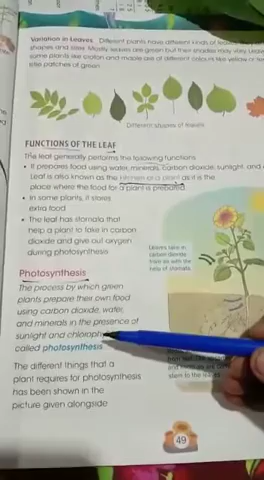 Variation in Leaves Different plants have different kinds of leaves
shapes and sizes. Mostly leaves are green but their shades may vary. Leaves
some plants like croton and maple are of different colours like yellow or
patches of green.
Different shapes of leaves
FUNCTIONS OF THE LEAF
The leaf generally performs the following functions.
• It prepares food using water, minerals, carbon dioxide, sunlight, and
Leaf is also known as the kitchen of a plant as it is the
place where the food for a plant is prepared.
• In some plants, it stores
extra food
• The leaf has stomata that
help a plant to take in carbon
dioxide and give out oxygen
during photosynthesis
Leaves take in
carbon dioxide
from air with the
help of stomata.
Photosynthesis
The process by which green
plants prepare their own food
using carbon dioxide, water,
and minerals in the presence of
sunlight and
called photosynthesis
The different things that a
plant requires for photosynthesis
has been shown in the
picture given alongside
stem to the
49